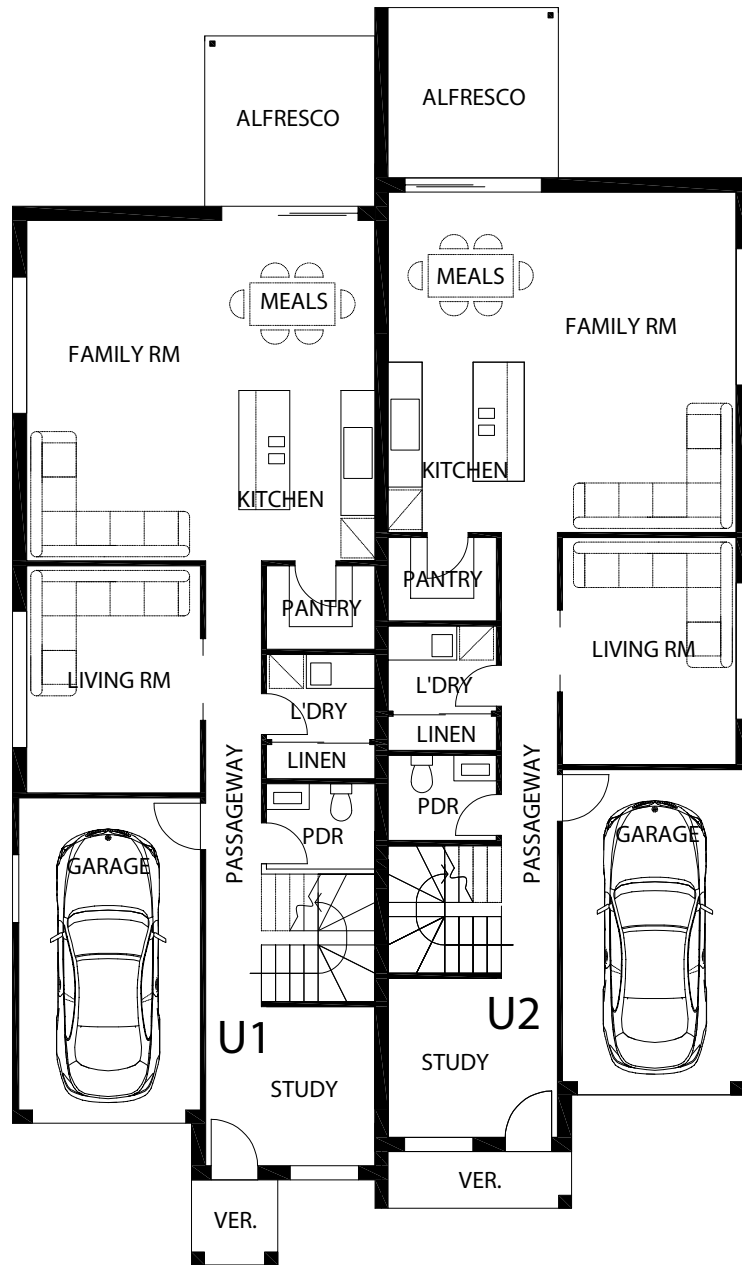 ALFRESCO
ALFRESCO
MEALS
MEALS
FAMILY RM
FAMILY RM
KITCHEN
KITCHEN
PANTRY
PANTRY
LIVING RM
LIVING RM
L'DRY
L'DRY
LINEN
LINEN
PASSAGEWAY
PASSAGEWAY
PDR
PDR
GARAGE
GARAGE
U1
U2
STUDY
STUDY
VER.
VER.